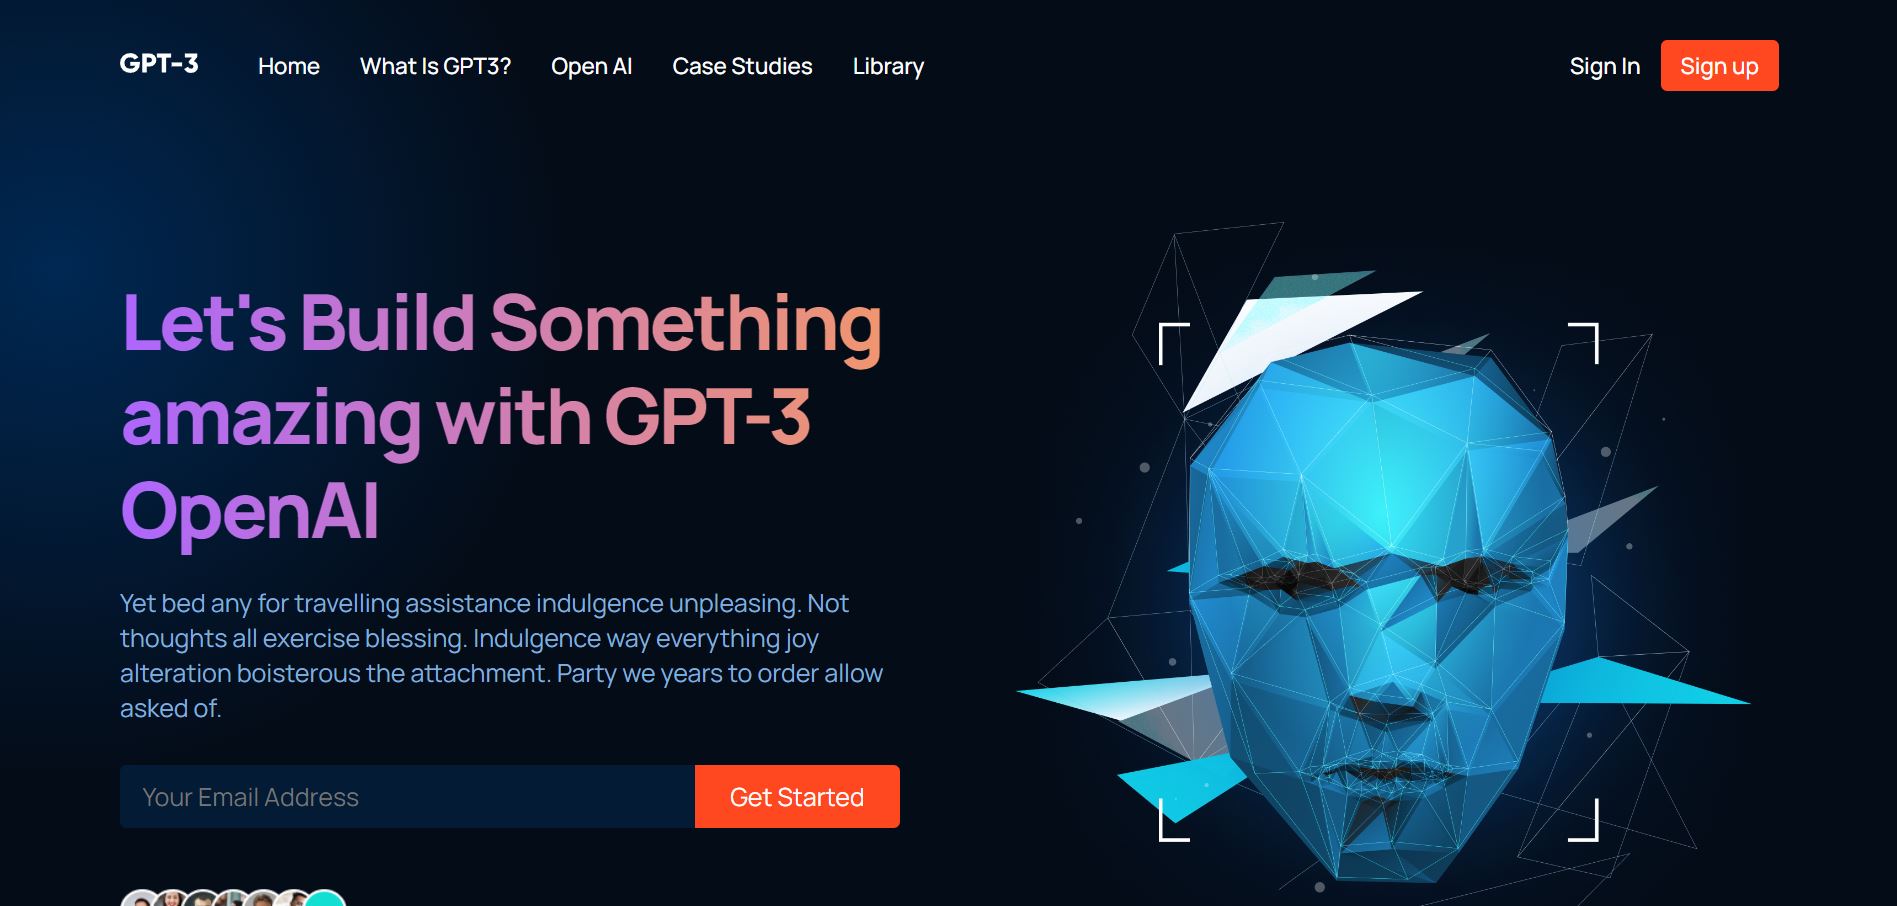 GPT-3
Home
What Is GPT3?
Open AI
Case Studies
Library
Sign In
Sign up
Let's Build Something
amazing with GPT-3
OpenAI
Yet bed any for travelling assistance indulgence unpleasing. Not
thoughts all exercise blessing. Indulgence way everything joy
alteration boisterous the attachment. Party we years to order allow
asked of.
Your Email Address
Get Started